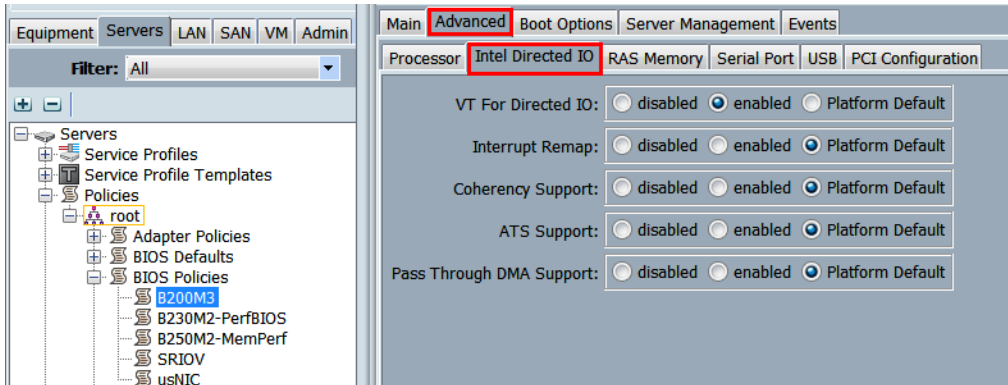 Equipment Servers LAN SAN VM Admin
Filter: All
Servers
Service Profiles
Service Profile Templates
Policies
root
Adapter Policies
BIOS Defaults
BIOS Policies
B200M3
B230M2-PerfBIOS
B250M2-MemPerf
SRIOV
usNIC
Main Advanced Boot Options Server Management Events
Processor Intel Directed IO RAS Memory Serial Port USB PCI Configuration
VT For Directed IO: disabled enabled Platform Default
Interrupt Remap: disabled enabled Platform Default
Coherency Support: disabled enabled Platform Default
ATS Support: disabled enabled Platform Default
Pass Through DMA Support: disabled enabled Platform Default